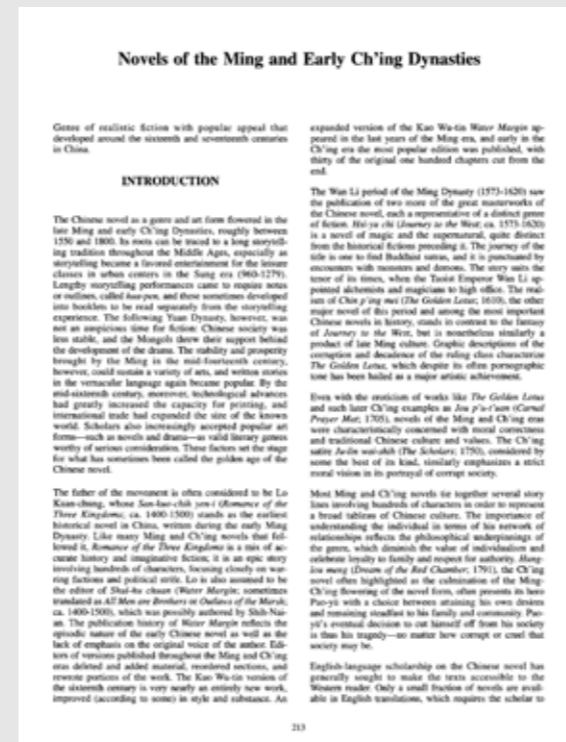 Novels of the Ming and Early Ch'ing Dynasties
Genre of realistic fiction with popular appeal that
developed around the sixteenth and seventeenth centuries
in China.
INTRODUCTION
The Chinese novel as a genre and art form flowered in the
late Ming and early Ch'ing Dynasties, roughly between
1550 and 1800. Its roots can be traced to a long storytell-
ing tradition throughout the Middle Ages, especially as
storytelling became a favored entertainment for the leisure
classes in urban centers in the Sung era (960-1279).
Lengthy storytelling performances came to require notes
or outlines, called hua-pen, and these sometimes developed
into booklets to be read separately from the storytelling
experience. The following Yuan Dynasty, however, was
not an auspicious time for fiction: Chinese society was
less stable, and the Mongols threw their support behind
the development of the drama. The stability and prosperity
brought by the Ming in the mid-fourteenth century,
however, could sustain a variety of arts, and written stories
in the vernacular language again became popular. By the
mid-sixteenth century, moreover, technological advances
had greatly increased the capacity for printing, and
international trade had expanded the size of the known
world. Scholars also increasingly accepted popular art
forms—such as novels and drama—as valid literary genres
worthy of serious consideration. These factors set the stage
for what has sometimes been called the golden age of the
Chinese novel.
The father of the movement is often considered to be Lo
Kuan-chung, whose San-kuo-chih yen-i (Romance of the
Three Kingdoms, ca. 1400-1500) stands as the earliest
historical novel in China, written during the early Ming
Dynasty. Like many Ming and Ch'ing novels that fol-
lowed it, Romance of the Three Kingdoms is a mix of ac-
curate history and imaginative fiction; it is an epic story
involving hundreds of characters, focusing closely on war-
ring factions and political strife. Lo is also assumed to be
the editor of Shui-hu chuan (Water Margin; sometimes
translated as All Men are Brothers or Outlaws of the Marsh,
ca. 1400-1500), which was possibly authored by Shih Nai-
an. The publication history of Water Margin reflects the
episodic nature of the early Chinese novel as well as the
lack of emphasis on the original voice of the author. Edi-
tors of versions published throughout the Ming and Ch'ing
eras deleted and added material, reordered sections, and
rewrote portions of the work. The Kuo Wu-tin version of
the sixteenth century is very nearly an entirely new work,
improved (according to some) in style and substance. An
expanded version of the Kuo Wu-tin Water Margin ap-
peared in the last years of the Ming era, and early in the
Ch'ing era the most popular edition was published, with
thirty of the original one hundred chapters cut from the
end.
The Wan Li period of the Ming Dynasty (1573-1620) saw
the publication of two more of the great masterworks of
the Chinese novel, each a representative of a distinct genre
of fiction. Hsi-yu chi (Journey to the West; ca. 1573-1620)
is a novel of magic and the supernatural, quite distinct
from the historical fictions preceding it. The journey of the
title is one to find Buddhist sutras, and it is punctuated by
encounters with monsters and demons. The story suits the
tenor of its times, when the Taoist Emperor Wan Li ap-
pointed alchemists and magicians to high office. The real-
ism of Chin p'ing mei (The Golden Lotus; 1610), the other
major novel of this period and among the most important
Chinese novels in history, stands in contrast to the fantasy
of Journey to the West, but is nonetheless similarly a
product of late Ming culture. Graphic descriptions of the
corruption and decadence of the ruling class characterize
The Golden Lotus, which despite its often pornographic
tone has been hailed as a major artistic achievement.
Even with the eroticism of works like The Golden Lotus
and such later Ch'ing examples as Jou p'u-t'uan (Carnal
Prayer Mat; 1705), novels of the Ming and Ch'ing eras
were characteristically concerned with moral correctness
and traditional Chinese culture and values. The Ch'ing
satire Ju-lin wai-shih (The Scholars; 1750), considered by
some the best of its kind, similarly emphasizes a strict
moral vision in its portrayal of corrupt society.
Most Ming and Ch'ing novels tie together several story
lines involving hundreds of characters in order to represent
a broad tableau of Chinese culture. The importance of
understanding the individual in terms of his network of
relationships reflects the philosophical underpinnings of
the genre, which diminish the value of individualism and
celebrate loyalty to family and respect for authority. Hung-
lou meng (Dream of the Red Chamber; 1791), the Ch'ing
novel often highlighted as the culmination of the Ming-
Ch'ing flowering of the novel form, often presents its hero
Pao-yü with a choice between attaining his own desires
and remaining steadfast to his family and community. Pao-
yü's eventual decision to cut himself off from his society
is thus his tragedy—no matter how corrupt or cruel that
society may be.
English-language scholarship on the Chinese novel has
generally sought to make the texts accessible to the
Western reader. Only a small fraction of novels are avail-
able in English translations, which requires the scholar to
213